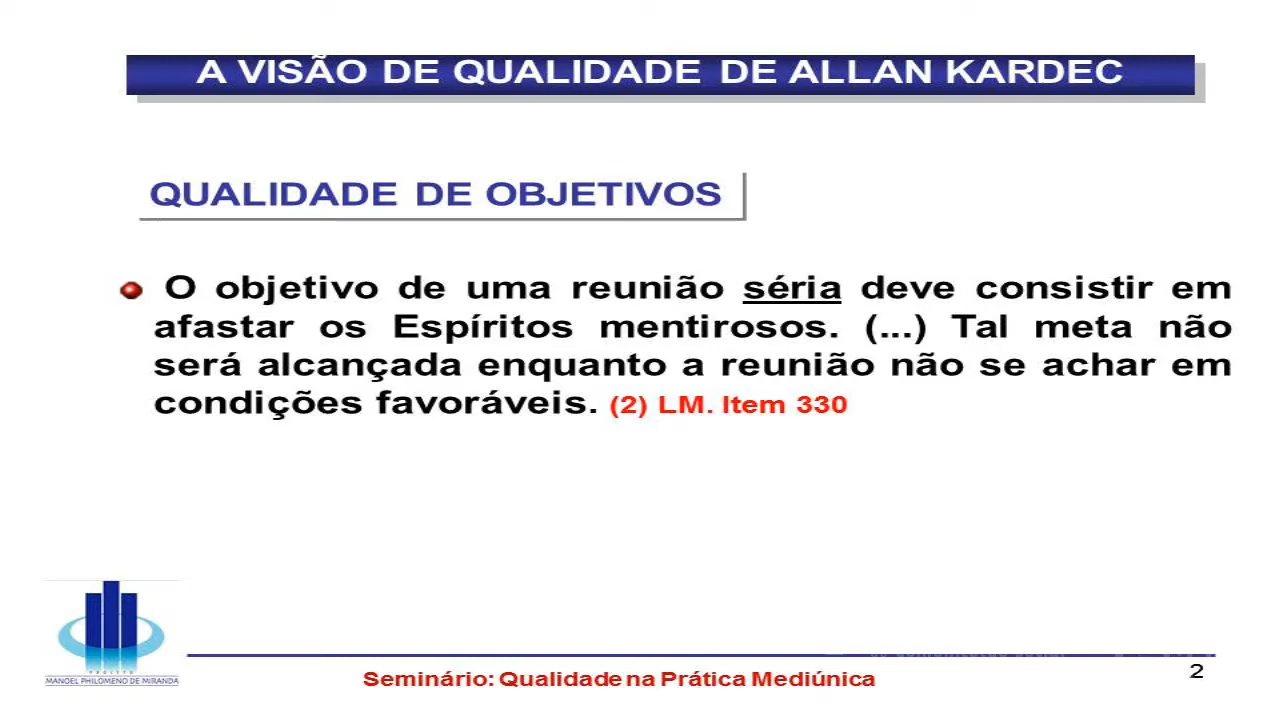 A VISÃO DE QUALIDADE DE ALLAN KARDEC
QUALIDADE DE OBJETIVOS
O objetivo de uma reunião séria deve consistir em
afastar os Espíritos mentirosos. (...) Tal meta não
será alcançada enquanto a reunião não se achar em
condições favoráveis. (2) LM. Item 330
PROJETO
MANOEL PHILOMENO DE MIRANDA
Seminário: Qualidade na Prática Mediúnica
2